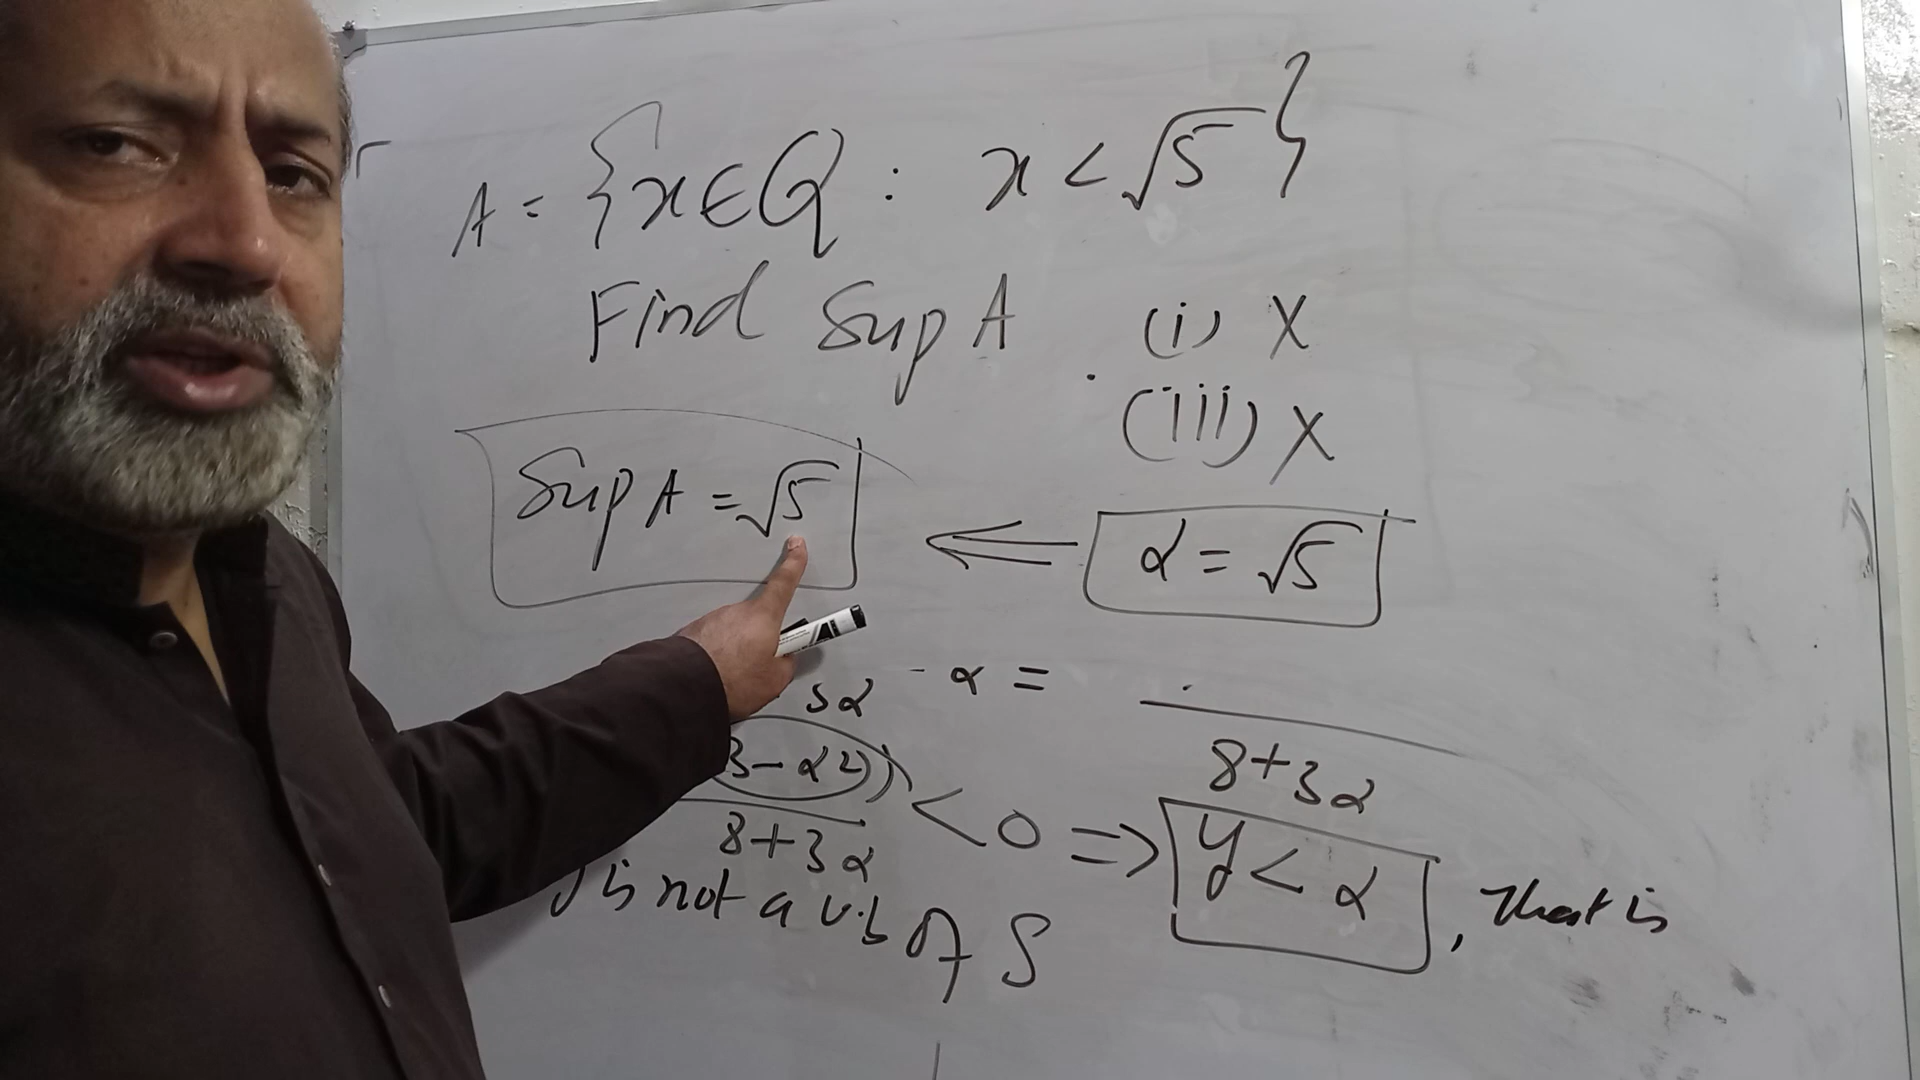 A = {x ∈ Q : x < √5}
Find Sup A (i) X
(iii) X
Sup A = √5 ⇐ α = √5
3α - α =
8+3α
3-α²)) < 0 ⇒ y < α, that is
8+3α
is not a u.b of S